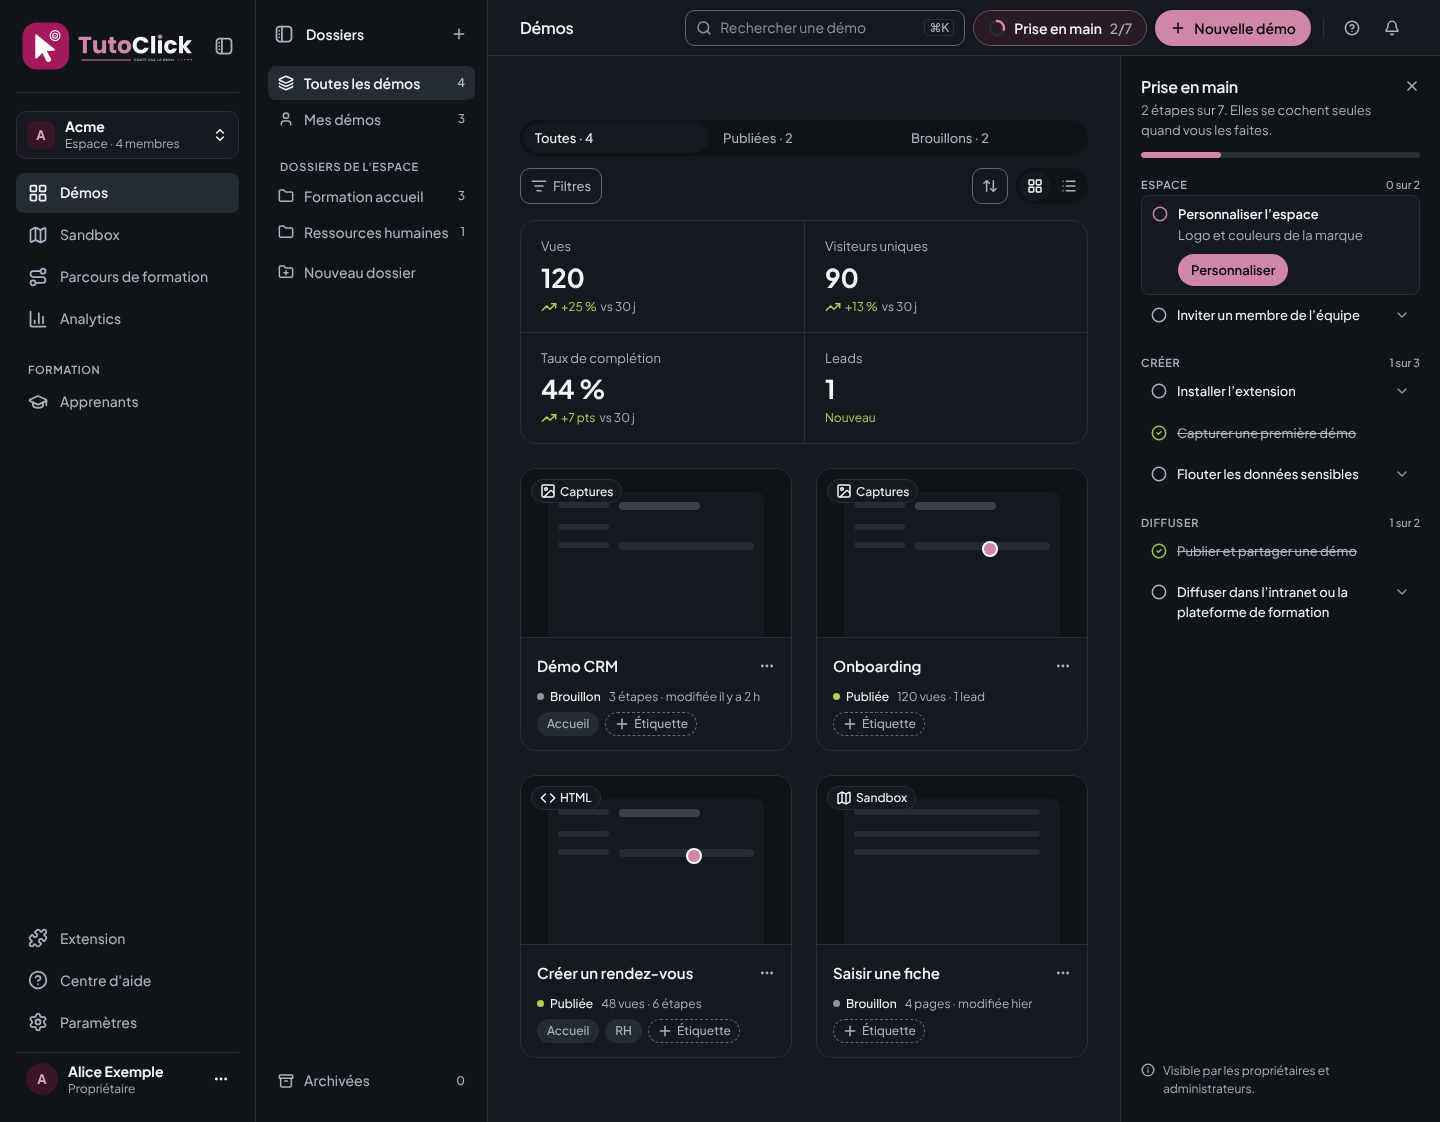 TutoClick
Acme
A
Espace · 4 membres
Démos
Sandbox
Parcours de formation
Analytics
FORMATION
Apprenants
Extension
Centre d'aide
Paramètres
A
Alice Exemple
Propriétaire
Dossiers
Toutes les démos 4
Mes démos 3
DOSSIERS DE L'ESPACE
Formation accueil 3
Ressources humaines 1
Nouveau dossier
Archivées 0
Démos
Rechercher une démo ⌘K
Prise en main 2/7
Nouvelle démo
Toutes · 4
Publiées · 2
Brouillons · 2
Filtres
Vues
120
+25 % vs 30 j
Visiteurs uniques
90
+13 % vs 30 j
Taux de complétion
44 %
+7 pts vs 30 j
Leads
1
Nouveau
Captures
Démo CRM
Brouillon 3 étapes · modifiée il y a 2 h
Accueil
Étiquette
Captures
Onboarding
Publiée 120 vues · 1 lead
Étiquette
HTML
Créer un rendez-vous
Publiée 48 vues · 6 étapes
Accueil
RH
Étiquette
Sandbox
Saisir une fiche
Brouillon 4 pages · modifiée hier
Étiquette
Prise en main
2 étapes sur 7. Elles se cochent seules
quand vous les faites.
ESPACE 0 sur 2
Personnaliser l’espace
Logo et couleurs de la marque
Personnaliser
Inviter un membre de l’équipe
CRÉER 1 sur 3
Installer l’extension
Capturer une première démo
Flouter les données sensibles
DIFFUSER 1 sur 2
Publier et partager une démo
Diffuser dans l’intranet ou la
plateforme de formation
Visible par les propriétaires et
administrateurs.